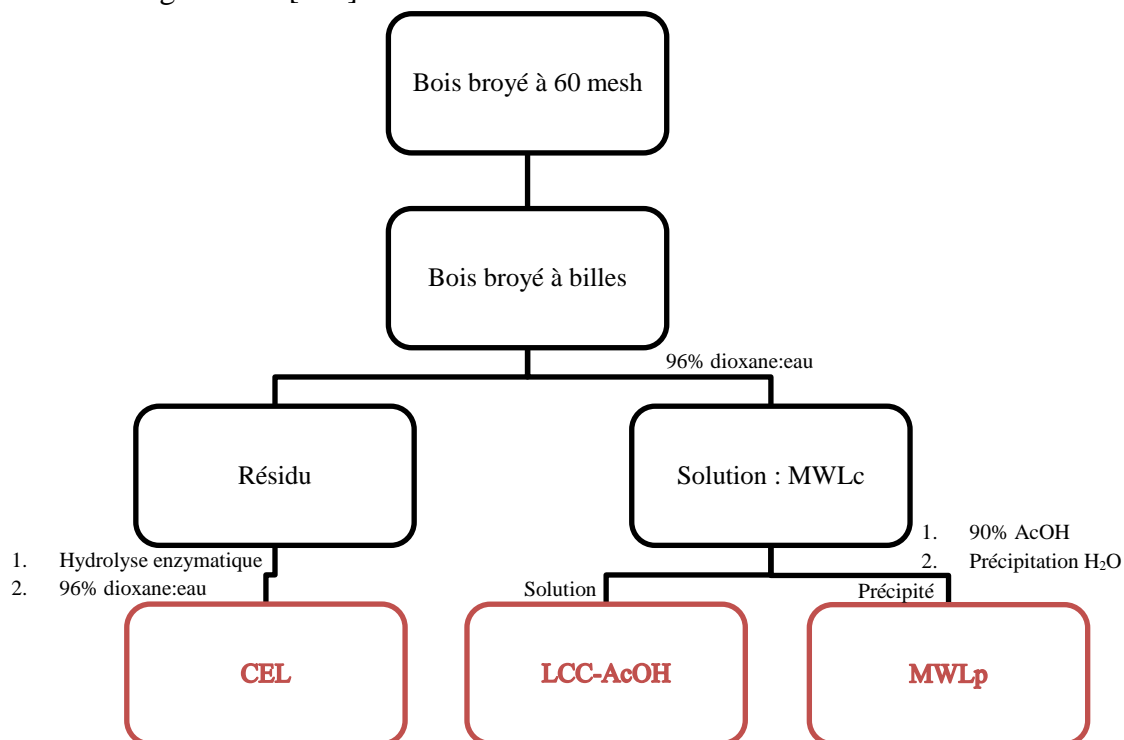 Bois broyé à 60 mesh
Bois broyé à billes
96% dioxane:eau
Résidu
Solution : MWLc
1. Hydrolyse enzymatique
2. 96% dioxane:eau
1. 90% AcOH
2. Précipitation H₂O
Solution
Précipité
CEL
LCC-AcOH
MWLp